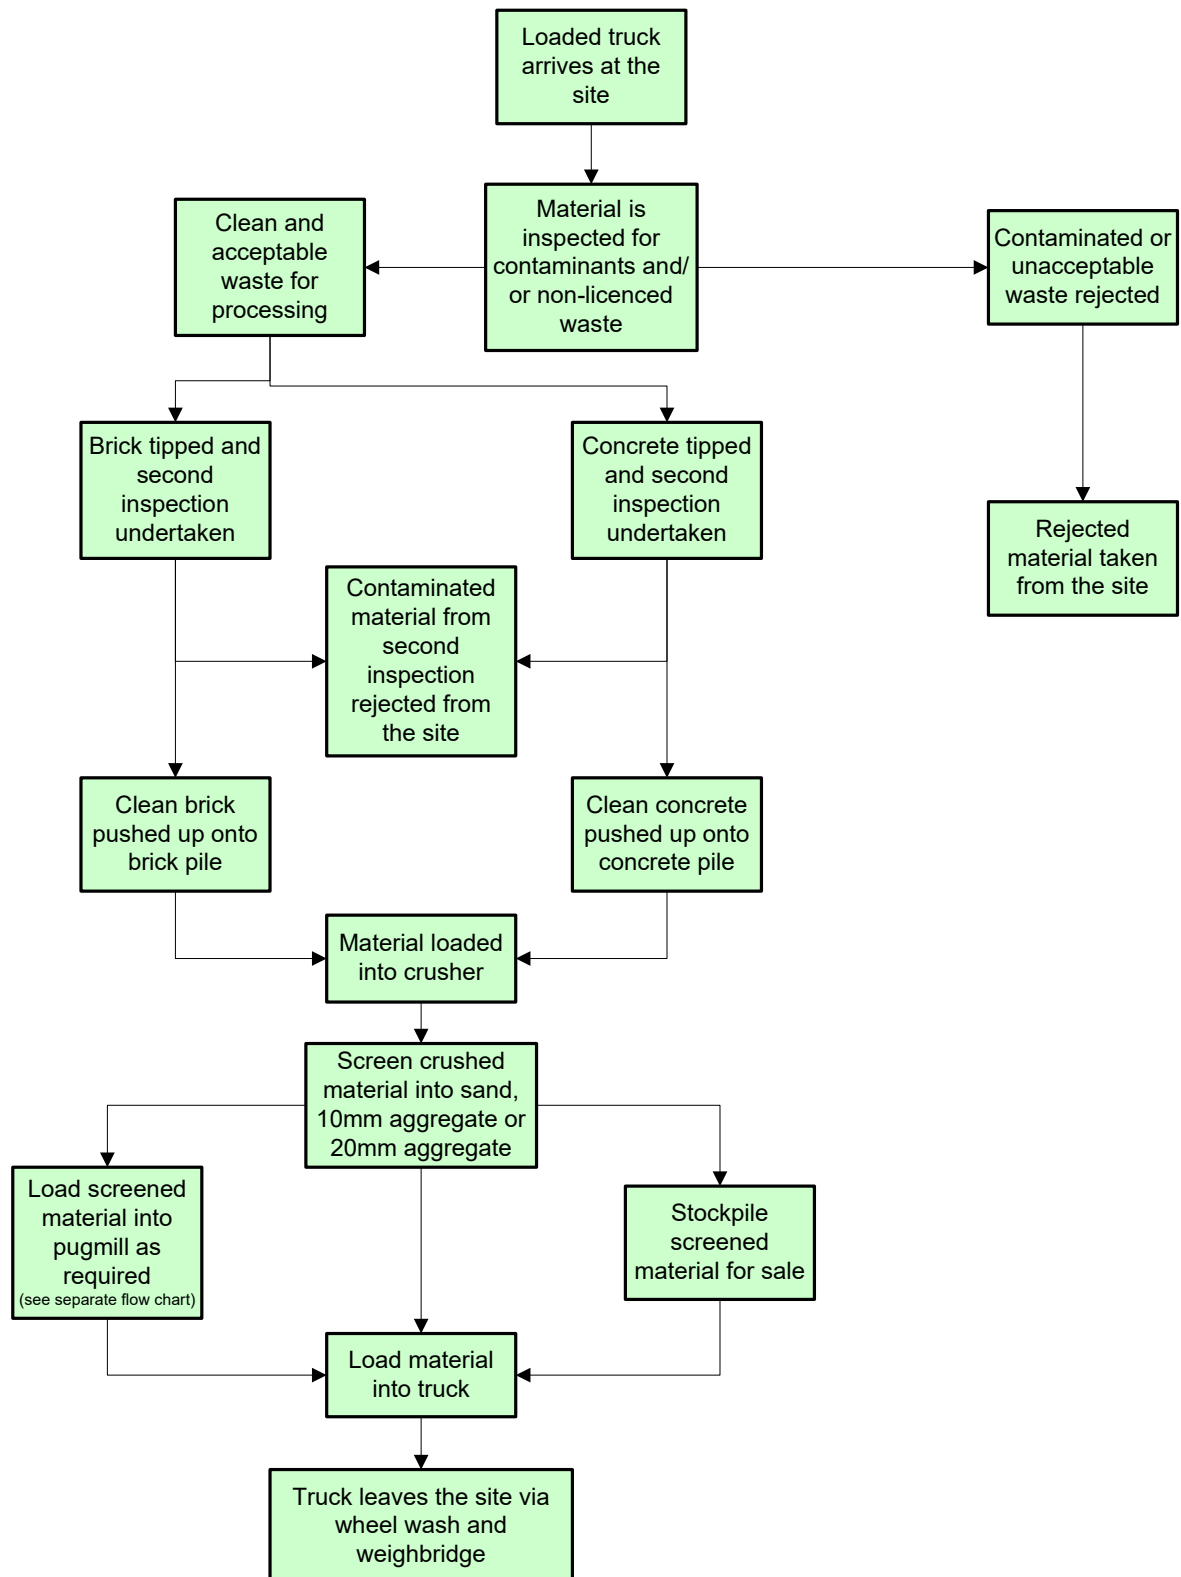 Loaded truck
arrives at the
site
Clean and
acceptable
waste for
processing
Material is
inspected for
contaminants and/
or non-licenced
waste
Contaminated or
unacceptable
waste rejected
Brick tipped and
second
inspection
undertaken
Concrete tipped
and second
inspection
undertaken
Rejected
material taken
from the site
Contaminated
material from
second
inspection
rejected from
the site
Clean brick
pushed up onto
brick pile
Clean concrete
pushed up onto
concrete pile
Material loaded
into crusher
Screen crushed
material into sand,
10mm aggregate or
20mm aggregate
Load screened
material into
pugmill as
required
(see separate flow chart)
Stockpile
screened
material for sale
Load material
into truck
Truck leaves the site via
wheel wash and
weighbridge